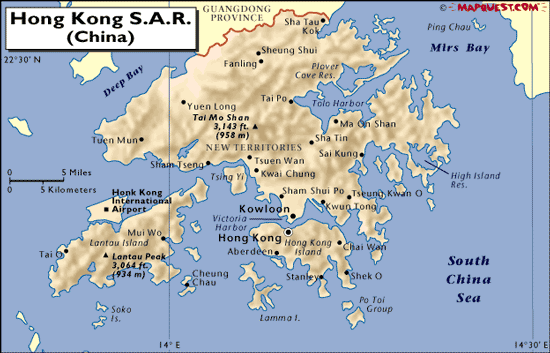 Hong Kong S.A.R.
(China)
GUANGDONG
PROVINCE
MAPQUEST.COM
Sha Tau
Kok
Ping Chau
Mirs Bay
22°30' N
Deep Bay
Sheung Shui
Fanling
Plover
Cove Res.
Yuen Long
Tai Po
Tolo Harbor
Tai Mo Shan
3,143 ft.
(958 m)
Ma On Shan
Tuen Mun
NEW TERRITORIES
Sha Tin
Sai Kung
Tsuen Wan
Sham Tseng
Kwai Chung
High Island
Res.
0 5 Miles
0 5 Kilometers
Tsing Yi
Honk Kong
International
Airport
Sham Shui Po
Tseung Kwan O
Kwun Tong
Kowloon
Victoria
Harbor
Mui Wo
Lantau Island
Hong Kong
Hong Kong
Island
Chai Wan
Tai O
Lantau Peak
3,064 ft.
(934 m)
Aberdeen
South
China
Sea
Cheung
Chau
Stanley
Shek O
Soko
Is.
Lamma I.
Po Toi
Group
14°E
14°30'E